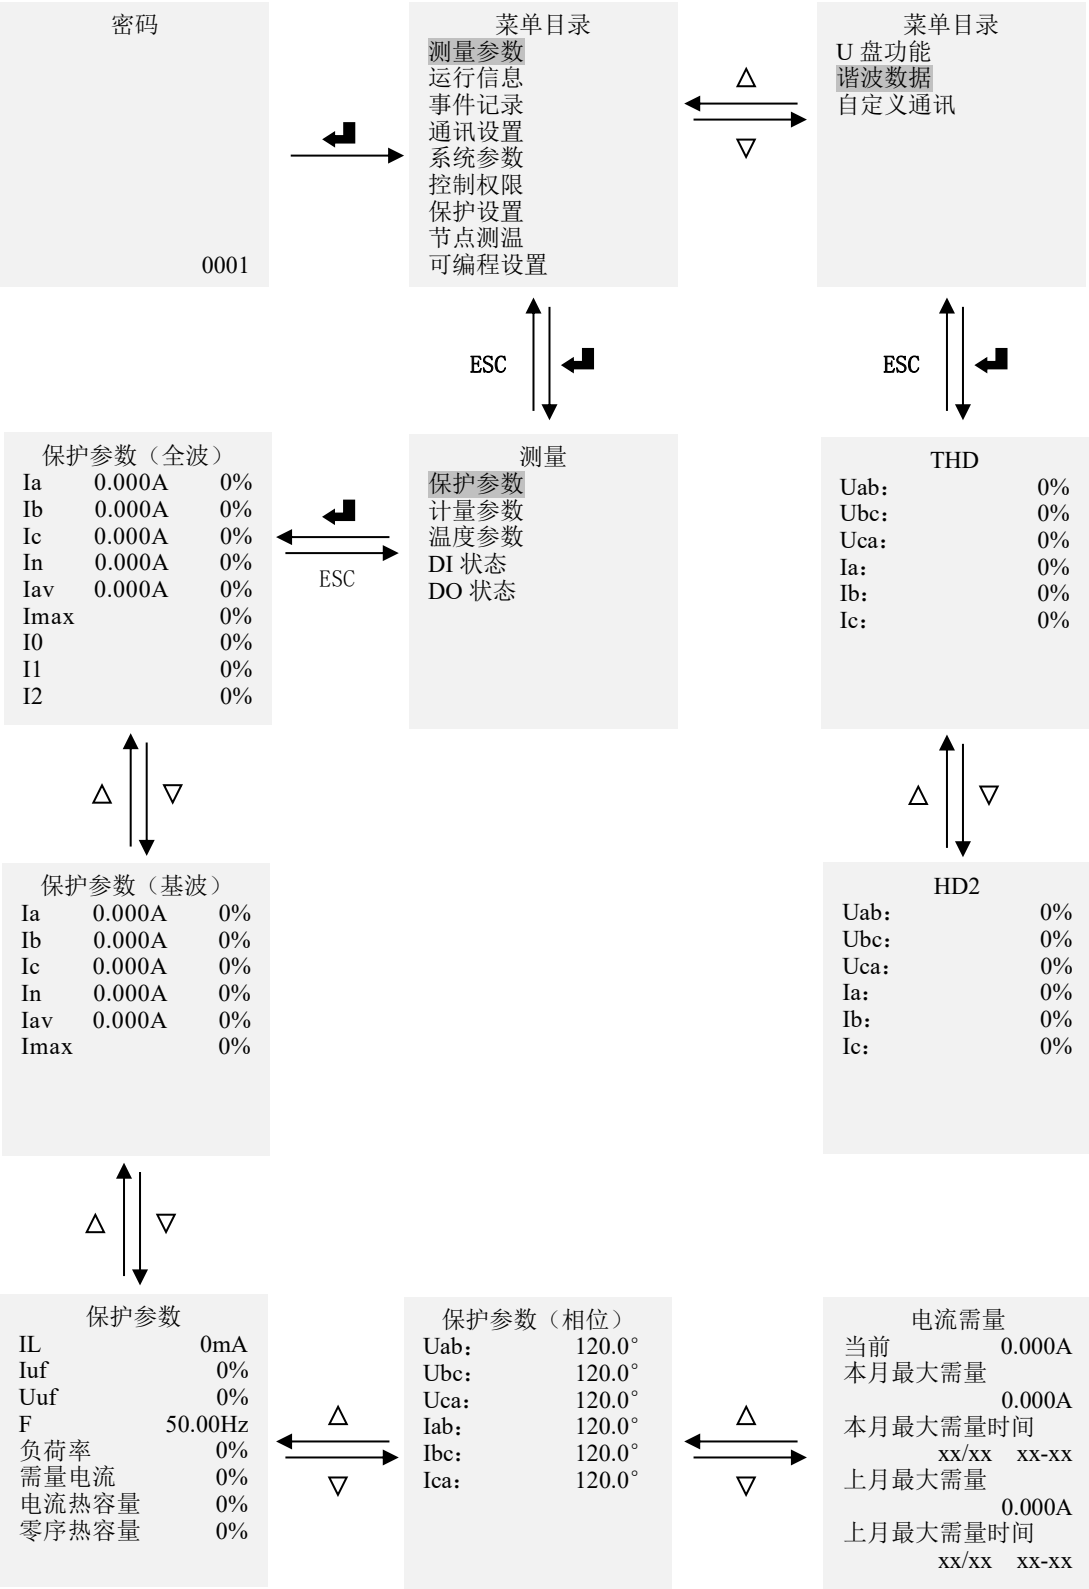 密码
0001
菜单目录
测量参数
运行信息
事件记录
通讯设置
系统参数
控制权限
保护设置
节点测温
可编程设置
菜单目录
U 盘功能
谐波数据
自定义通讯
ESC
ESC
保护参数（全波）
Ia 0.000A 0%
Ib 0.000A 0%
Ic 0.000A 0%
In 0.000A 0%
Iav 0.000A 0%
Imax 0%
I0 0%
I1 0%
I2 0%
ESC
测量
保护参数
计量参数
温度参数
DI 状态
DO 状态
THD
Uab： 0%
Ubc： 0%
Uca： 0%
Ia： 0%
Ib： 0%
Ic： 0%
保护参数（基波）
Ia 0.000A 0%
Ib 0.000A 0%
Ic 0.000A 0%
In 0.000A 0%
Iav 0.000A 0%
Imax 0%
HD2
Uab： 0%
Ubc： 0%
Uca： 0%
Ia： 0%
Ib： 0%
Ic： 0%
保护参数
IL 0mA
Iuf 0%
Uuf 0%
F 50.00Hz
负荷率 0%
需量电流 0%
电流热容量 0%
零序热容量 0%
保护参数（相位）
Uab： 120.0°
Ubc： 120.0°
Uca： 120.0°
Iab： 120.0°
Ibc： 120.0°
Ica： 120.0°
电流需量
当前 0.000A
本月最大需量
0.000A
本月最大需量时间
xx/xx xx-xx
上月最大需量
0.000A
上月最大需量时间
xx/xx xx-xx